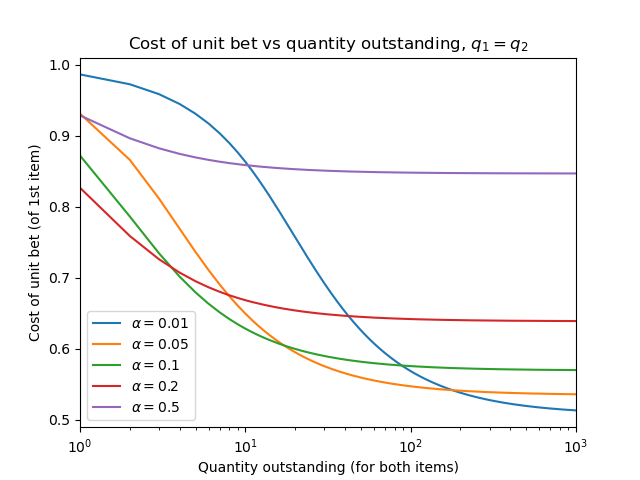 Cost of unit bet vs quantity outstanding, q₁ = q₂
Cost of unit bet (of 1st item)
1.0
0.9
0.8
0.7
0.6
0.5
α = 0.01
α = 0.05
α = 0.1
α = 0.2
α = 0.5
10⁰ 10¹ 10² 10³
Quantity outstanding (for both items)